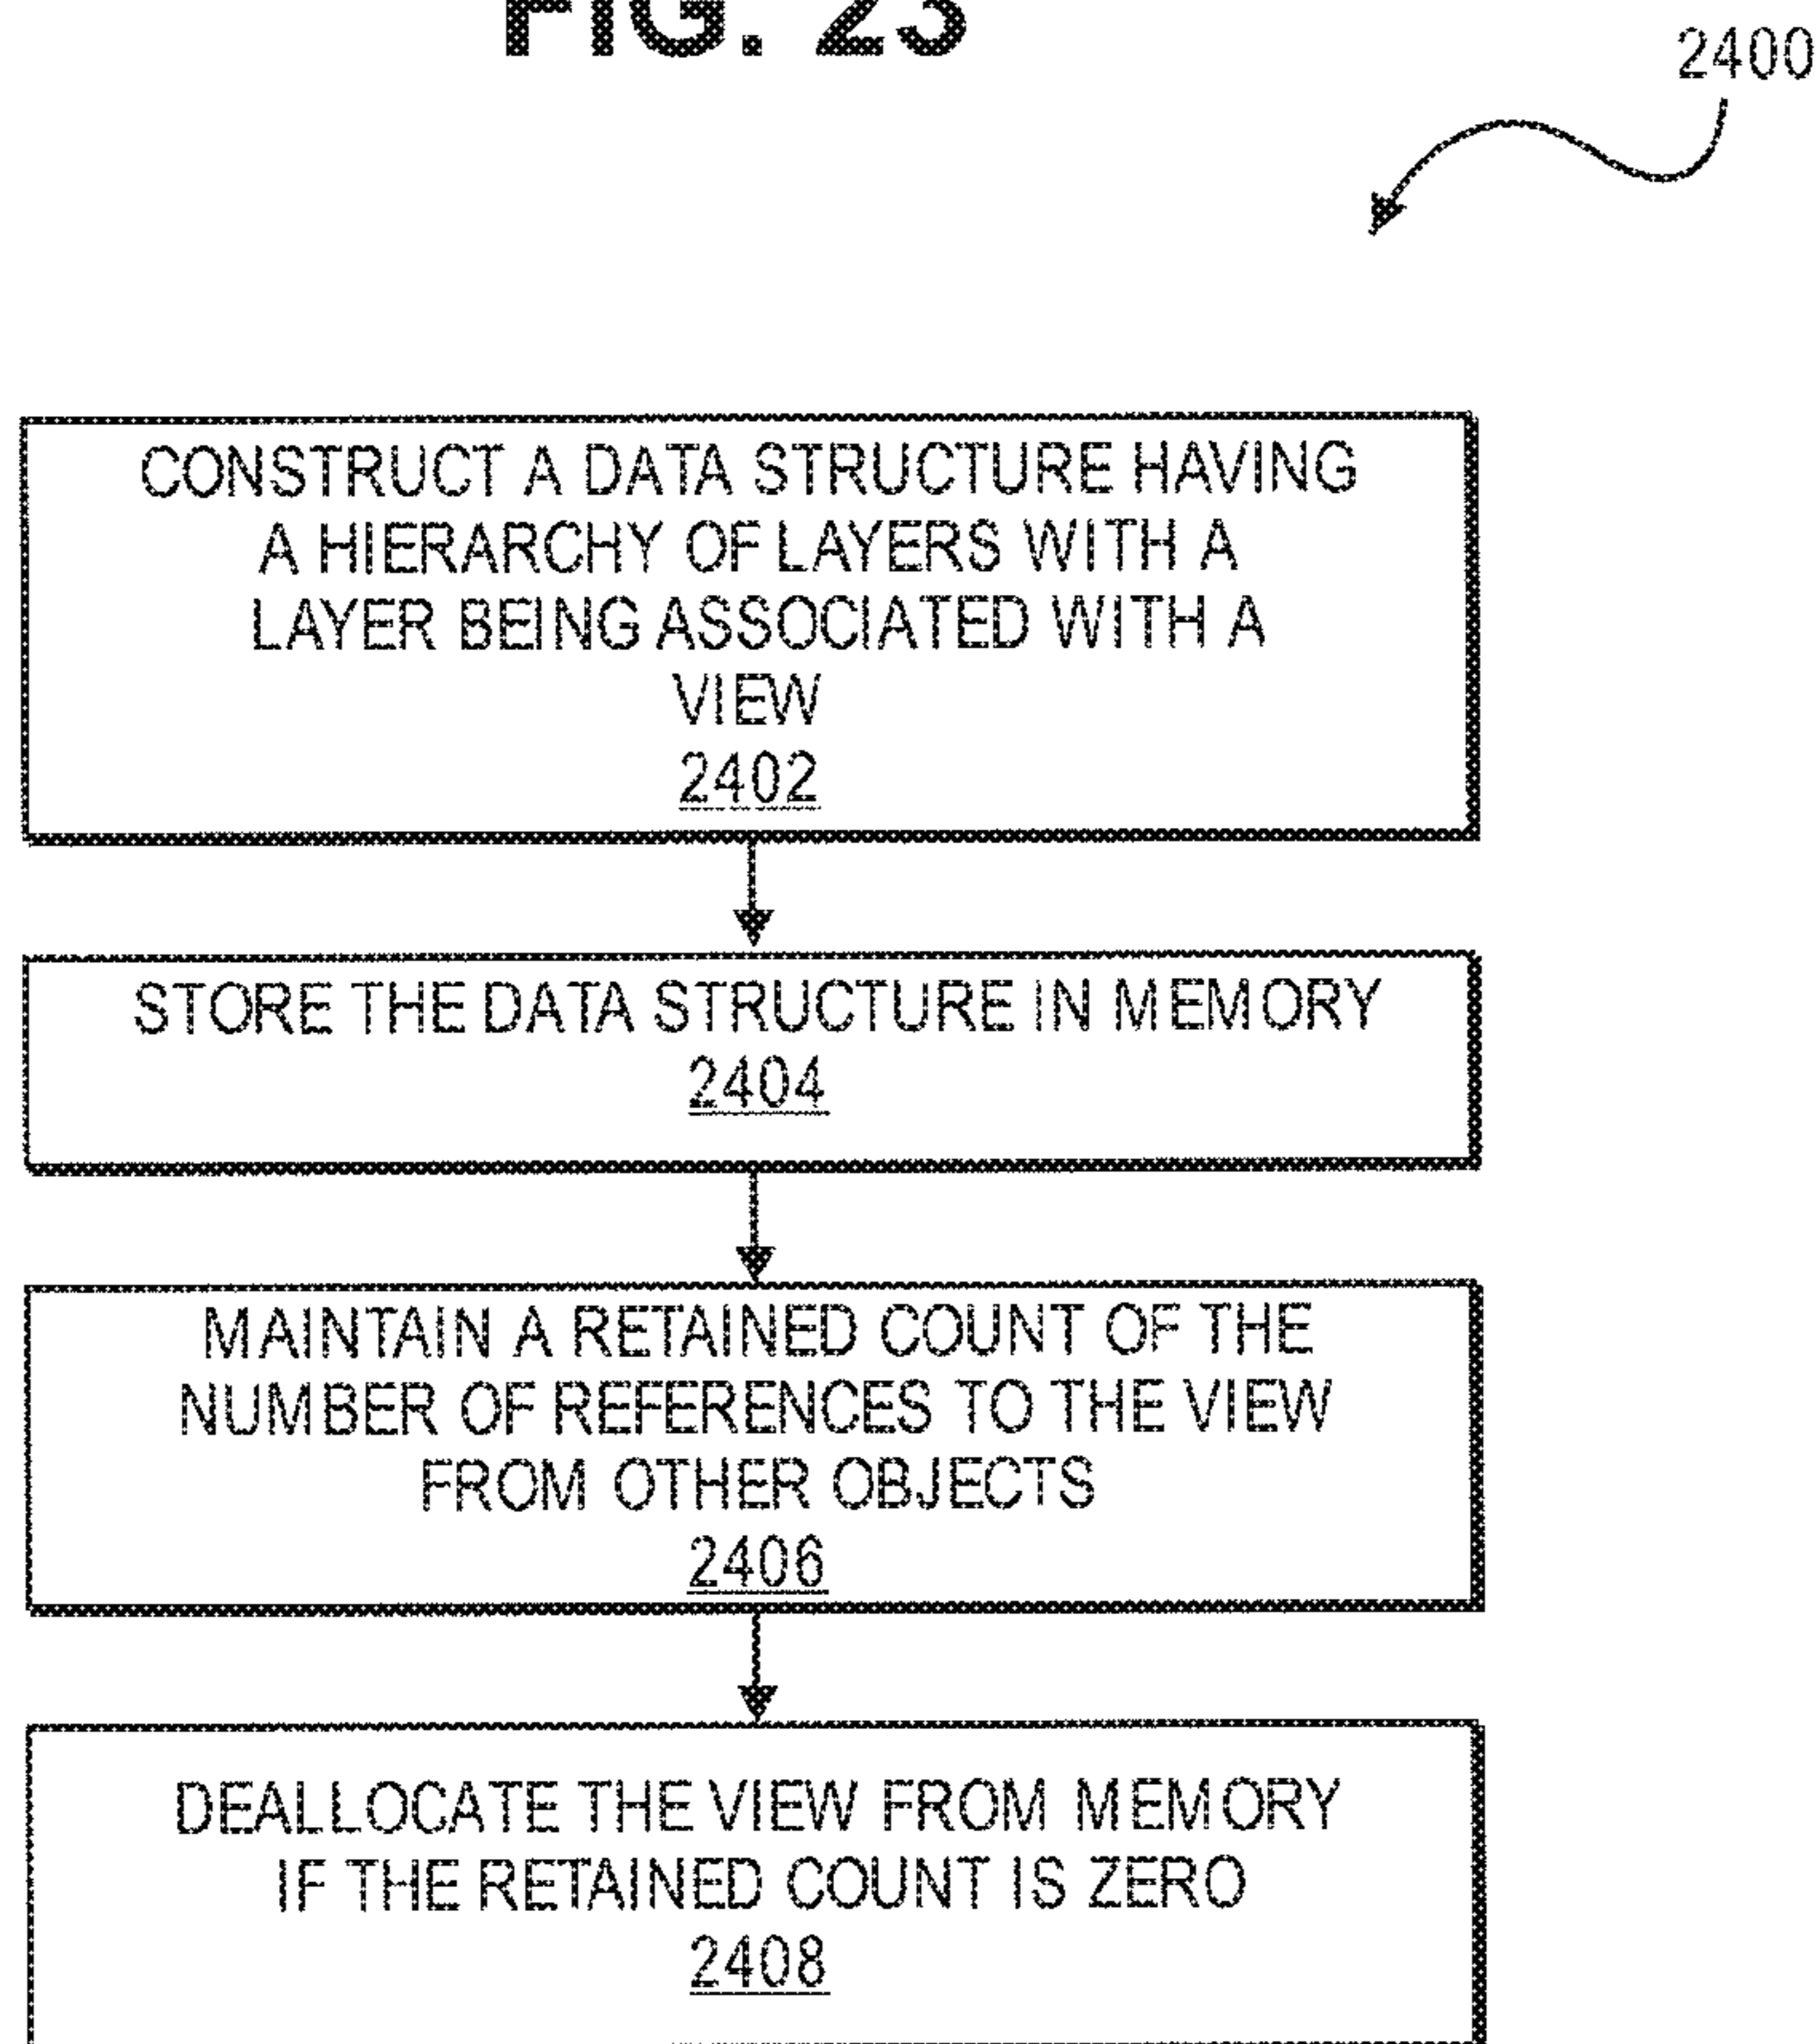 FIG. 23
2400
CONSTRUCT A DATA STRUCTURE HAVING
A HIERARCHY OF LAYERS WITH A
LAYER BEING ASSOCIATED WITH A
VIEW
2402
STORE THE DATA STRUCTURE IN MEMORY
2404
MAINTAIN A RETAINED COUNT OF THE
NUMBER OF REFERENCES TO THE VIEW
FROM OTHER OBJECTS
2406
DEALLOCATE THE VIEW FROM MEMORY
IF THE RETAINED COUNT IS ZERO
2408